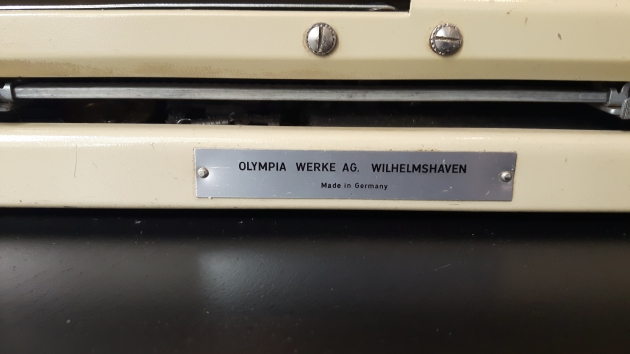 OLYMPIA WERKE AG. WILHELMSHAVEN
Made in Germany